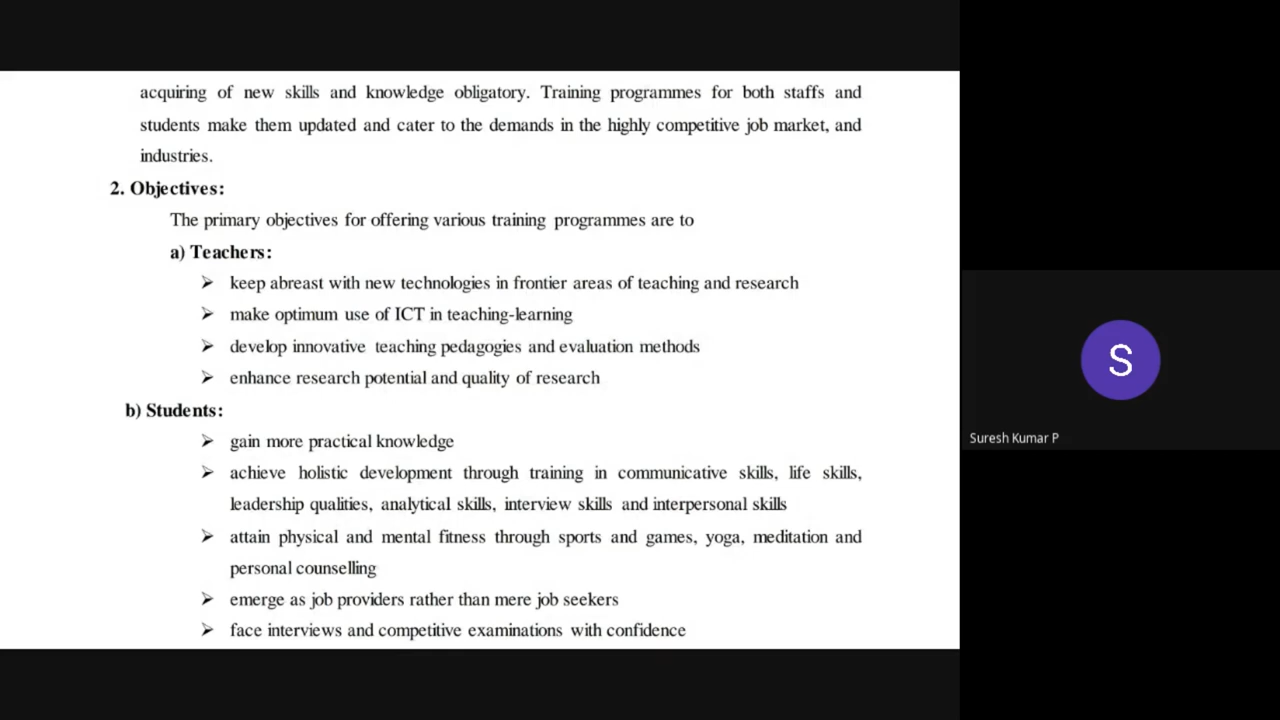 acquiring of new skills and knowledge obligatory. Training programmes for both staffs and
students make them updated and cater to the demands in the highly competitive job market, and
industries.
2. Objectives:
The primary objectives for offering various training programmes are to
a) Teachers:
➢ keep abreast with new technologies in frontier areas of teaching and research
➢ make optimum use of ICT in teaching-learning
➢ develop innovative teaching pedagogies and evaluation methods
➢ enhance research potential and quality of research
b) Students:
➢ gain more practical knowledge
➢ achieve holistic development through training in communicative skills, life skills,
leadership qualities, analytical skills, interview skills and interpersonal skills
➢ attain physical and mental fitness through sports and games, yoga, meditation and
personal counselling
➢ emerge as job providers rather than mere job seekers
➢ face interviews and competitive examinations with confidence
S
Suresh Kumar P